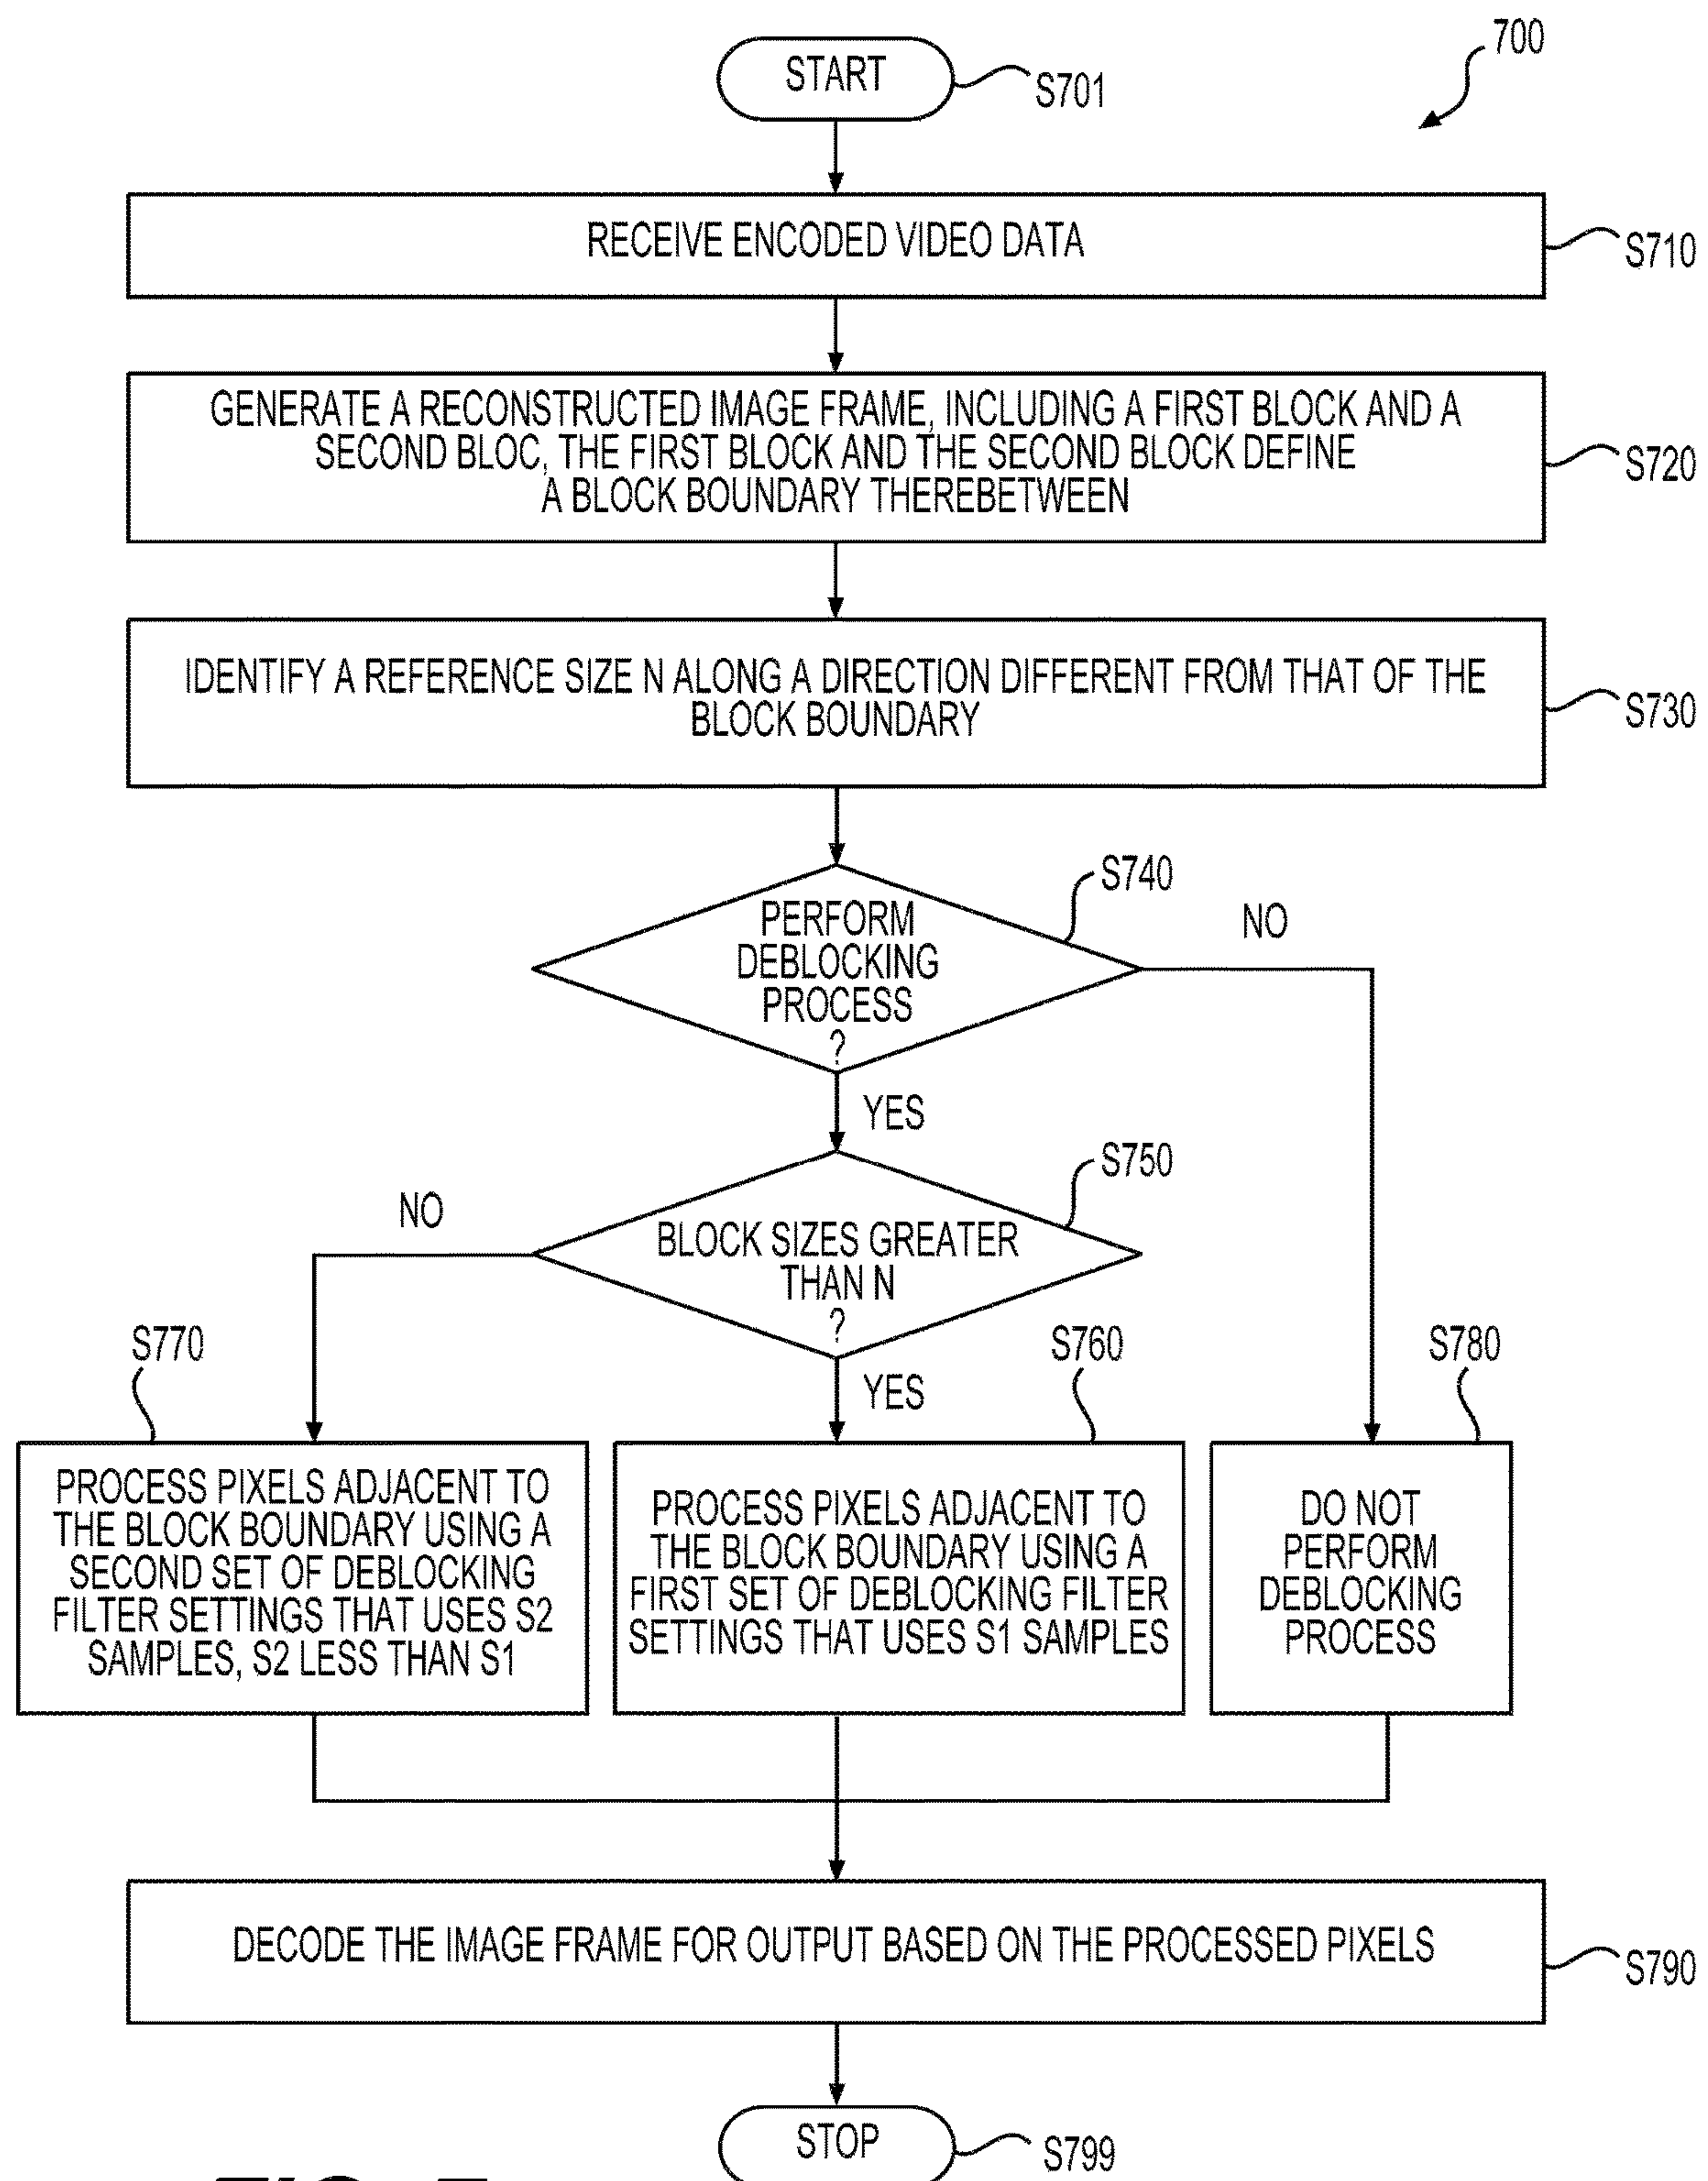 700
START
S701
RECEIVE ENCODED VIDEO DATA
S710
GENERATE A RECONSTRUCTED IMAGE FRAME, INCLUDING A FIRST BLOCK AND A
SECOND BLOC, THE FIRST BLOCK AND THE SECOND BLOCK DEFINE
A BLOCK BOUNDARY THEREBETWEEN
S720
IDENTIFY A REFERENCE SIZE N ALONG A DIRECTION DIFFERENT FROM THAT OF THE
BLOCK BOUNDARY
S730
S740
PERFORM
DEBLOCKING
PROCESS
?
NO
YES
S750
BLOCK SIZES GREATER
THAN N
?
NO
YES
S770
PROCESS PIXELS ADJACENT TO
THE BLOCK BOUNDARY USING A
SECOND SET OF DEBLOCKING
FILTER SETTINGS THAT USES S2
SAMPLES, S2 LESS THAN S1
S760
PROCESS PIXELS ADJACENT TO
THE BLOCK BOUNDARY USING A
FIRST SET OF DEBLOCKING FILTER
SETTINGS THAT USES S1 SAMPLES
S780
DO NOT
PERFORM
DEBLOCKING
PROCESS
DECODE THE IMAGE FRAME FOR OUTPUT BASED ON THE PROCESSED PIXELS
S790
STOP
S799